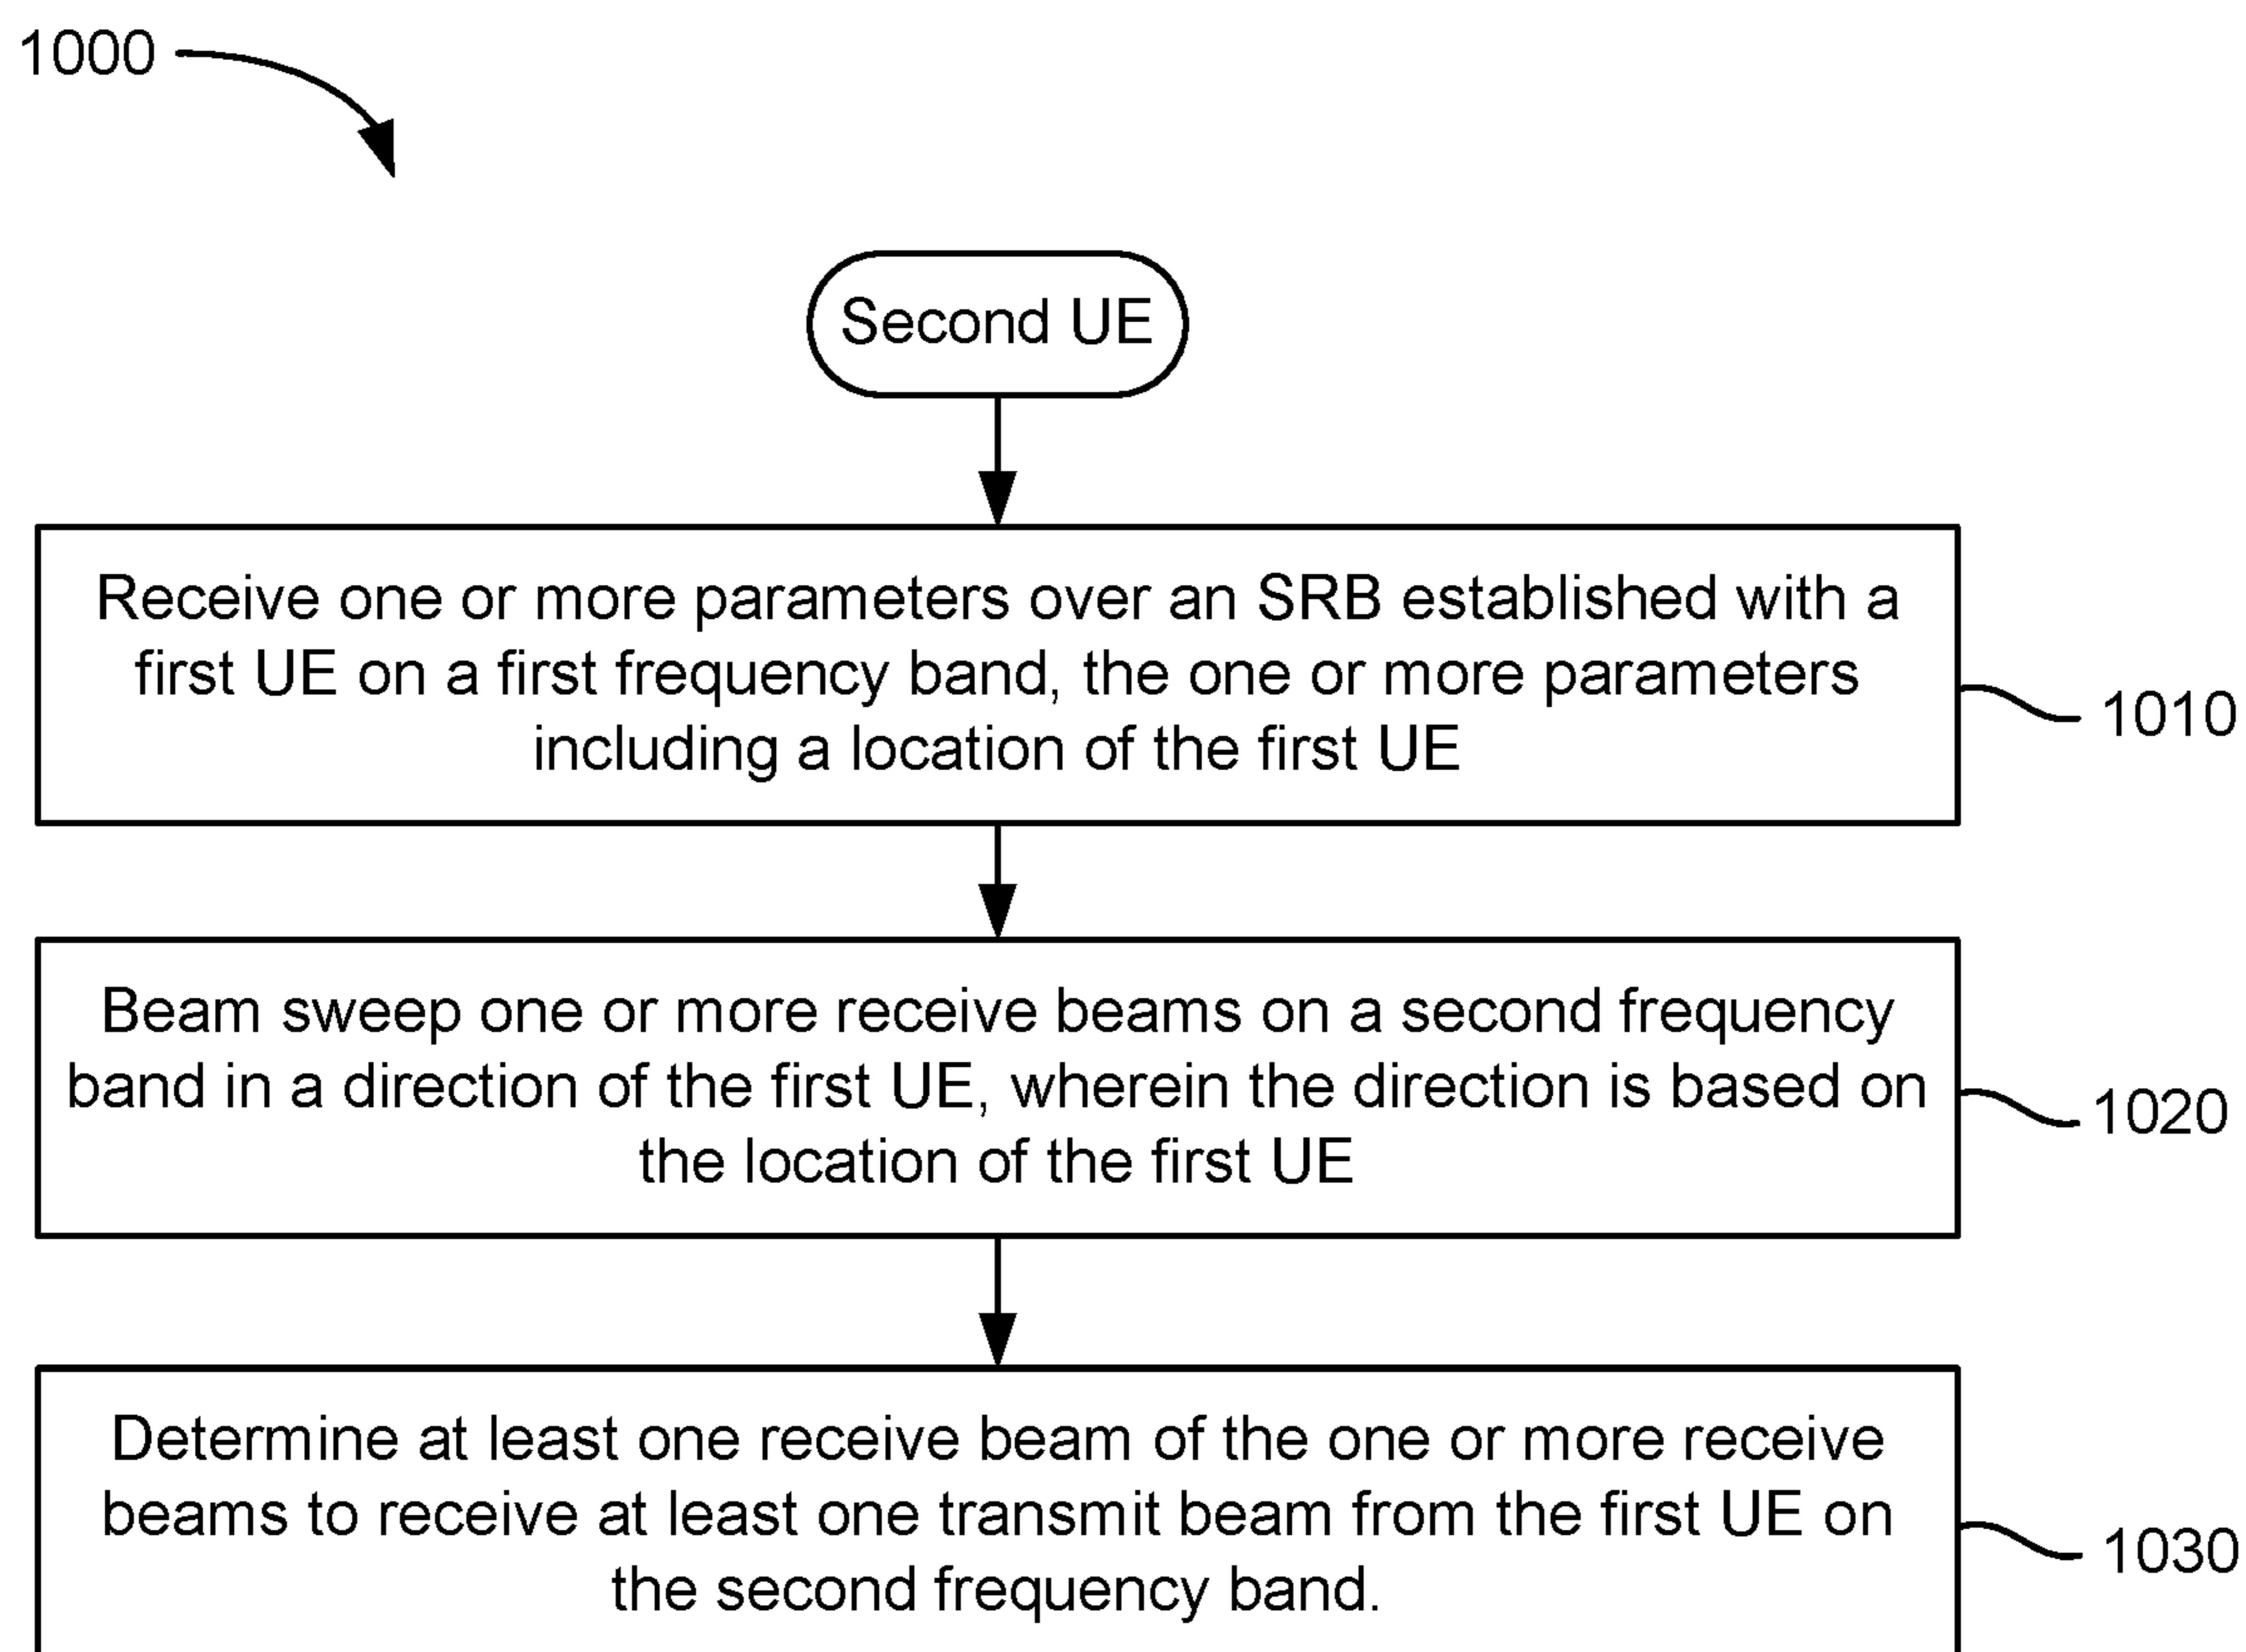 1000
Second UE
Receive one or more parameters over an SRB established with a
first UE on a first frequency band, the one or more parameters
including a location of the first UE
1010
Beam sweep one or more receive beams on a second frequency
band in a direction of the first UE, wherein the direction is based on
the location of the first UE
1020
Determine at least one receive beam of the one or more receive
beams to receive at least one transmit beam from the first UE on
the second frequency band.
1030